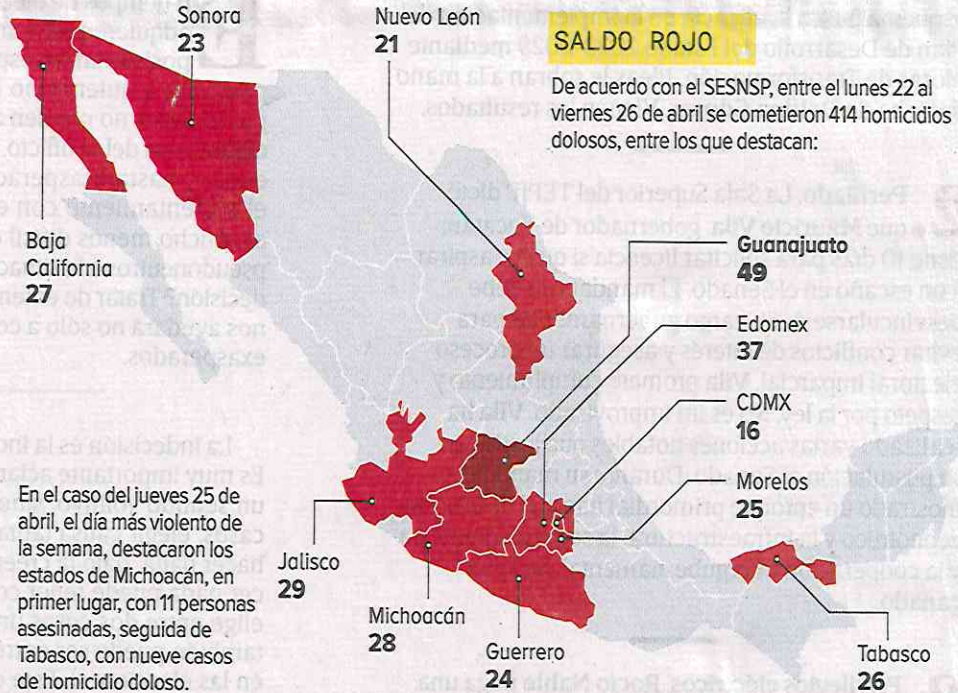 Sonora
23
Nuevo León
21
SALDO ROJO
De acuerdo con el SESNSP, entre el lunes 22 al
viernes 26 de abril se cometieron 414 homicidios
dolosos, entre los que destacan:
Baja
California
27
Guanajuato
49
Edomex
37
CDMX
16
Morelos
25
En el caso del jueves 25 de
abril, el día más violento de
la semana, destacaron los
estados de Michoacán, en
primer lugar, con 11 personas
asesinadas, seguida de
Tabasco, con nueve casos
de homicidio doloso.
Jalisco
29
Michoacán
28
Guerrero
24
Tabasco
26